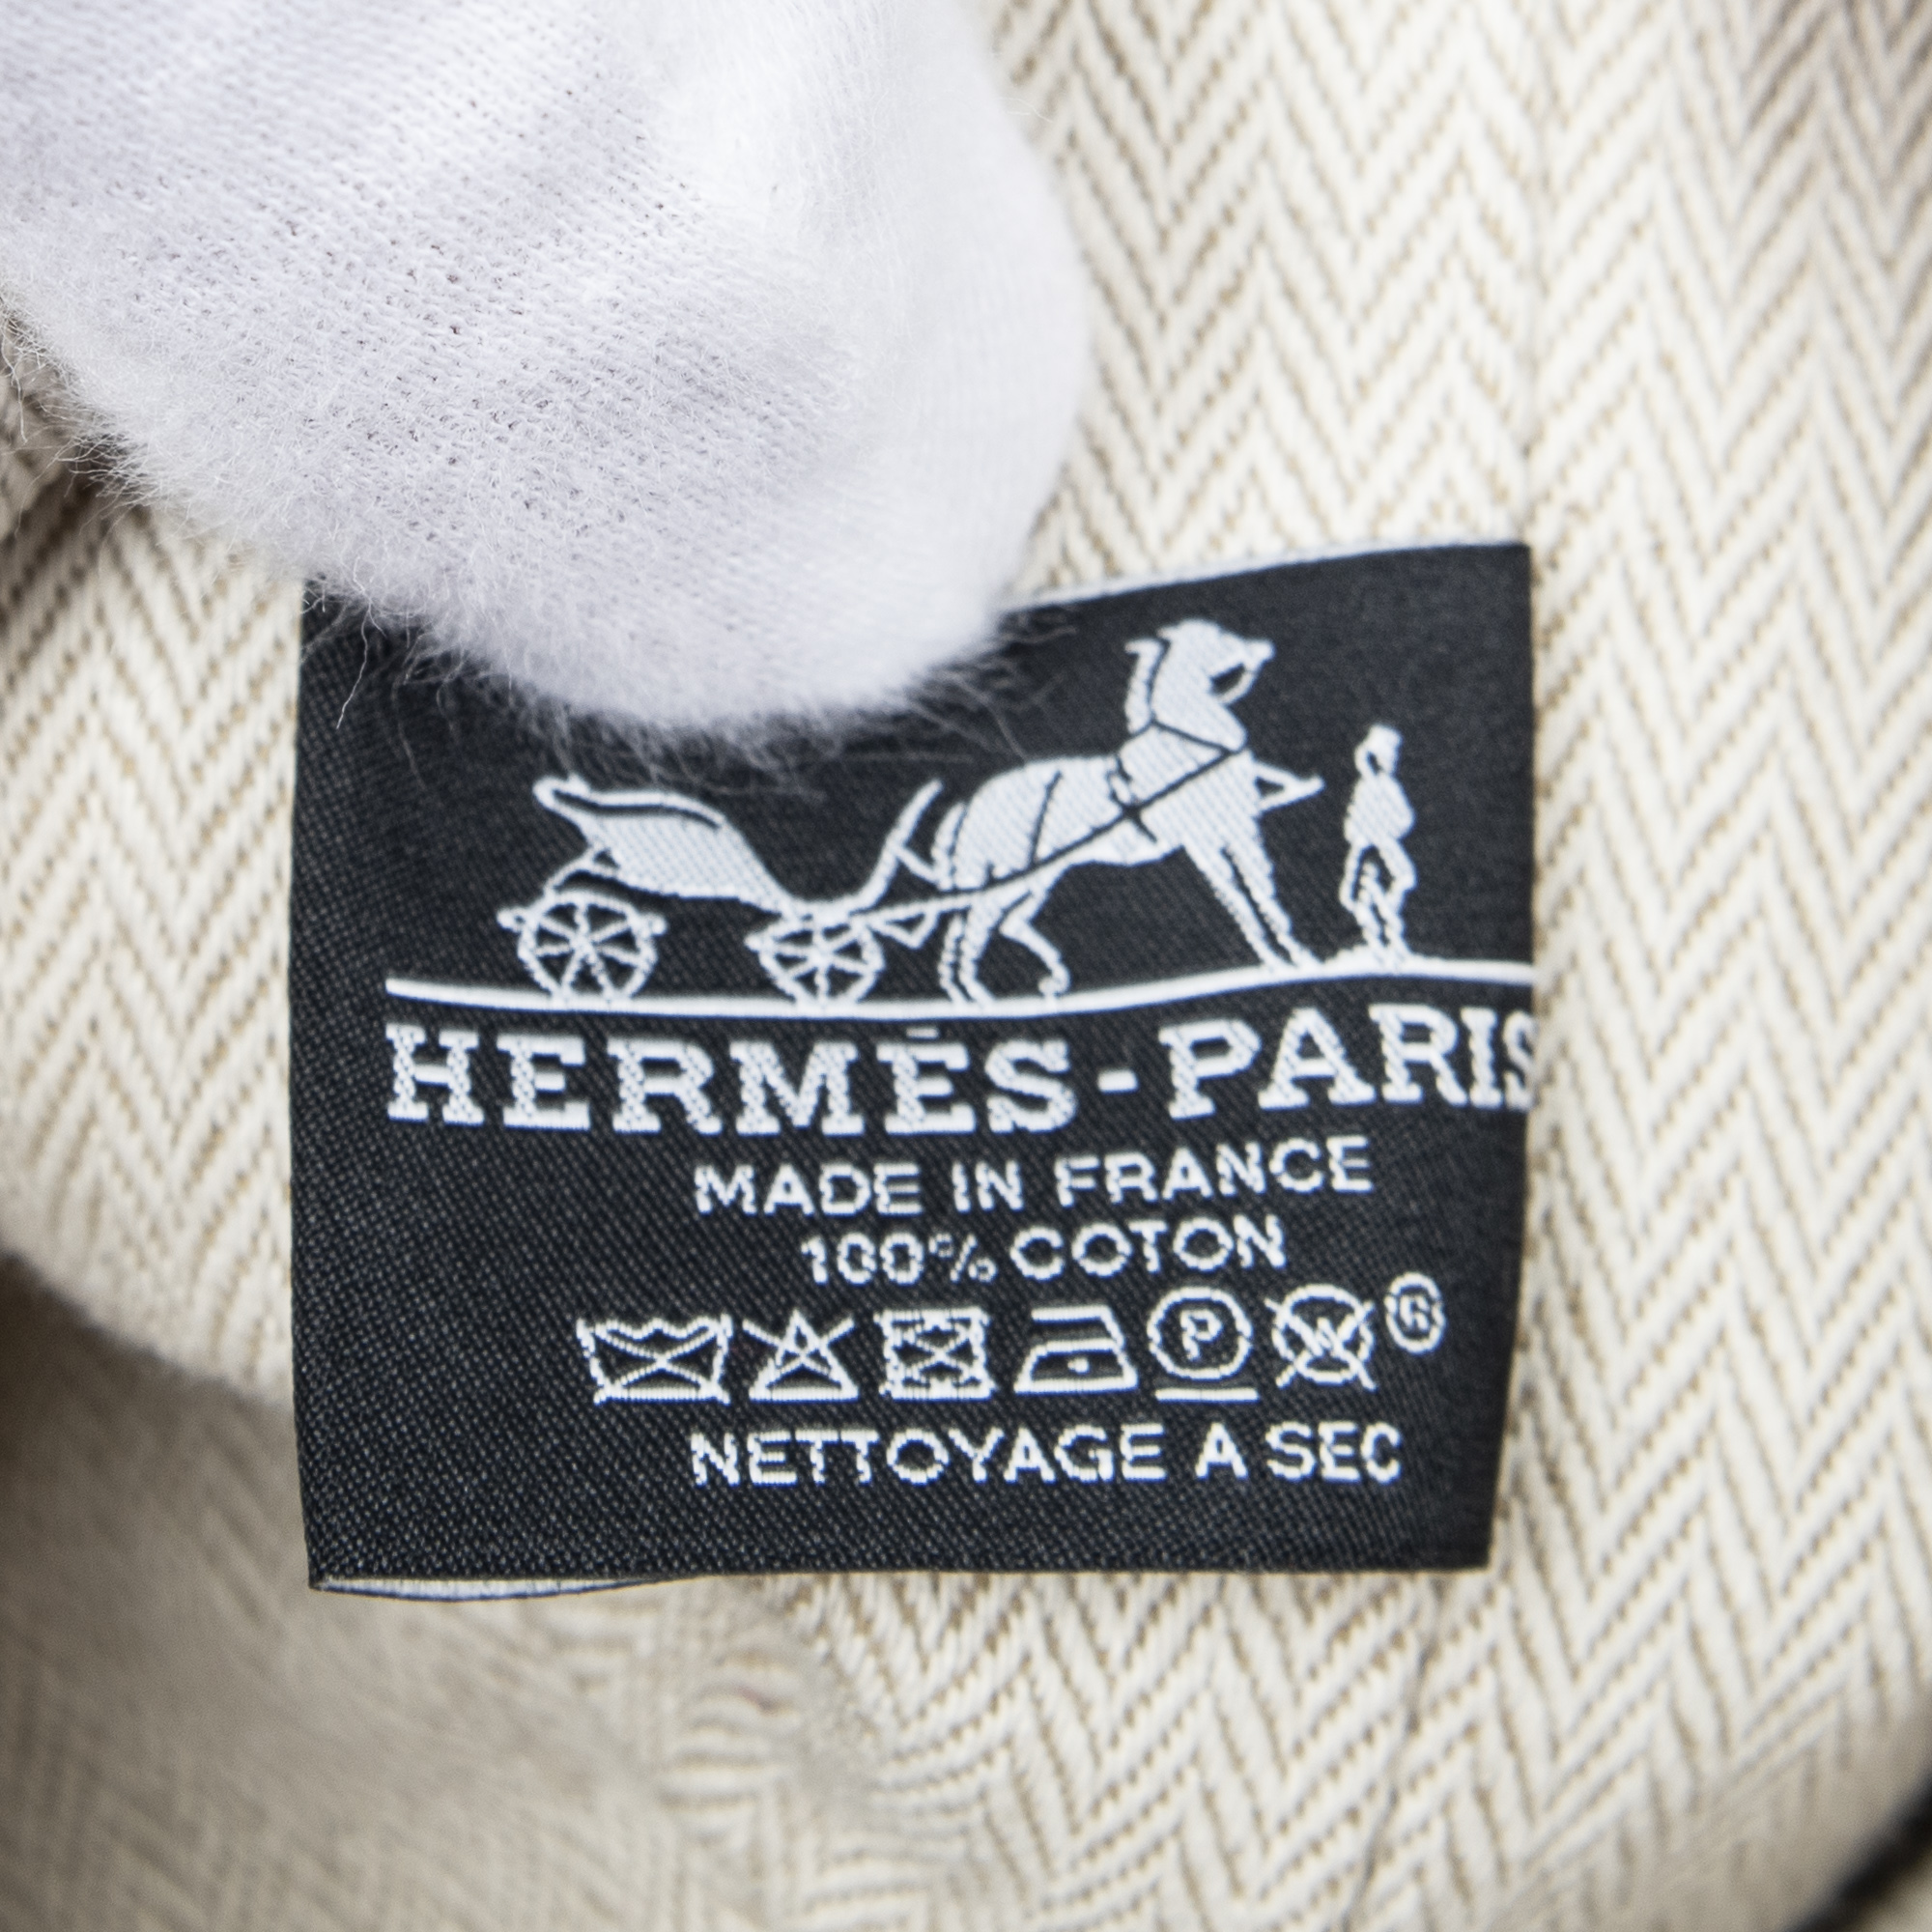 HERMÈS-PARIS
MADE IN FRANCE
100% COTON
P W G
NETTOYAGE A SEC